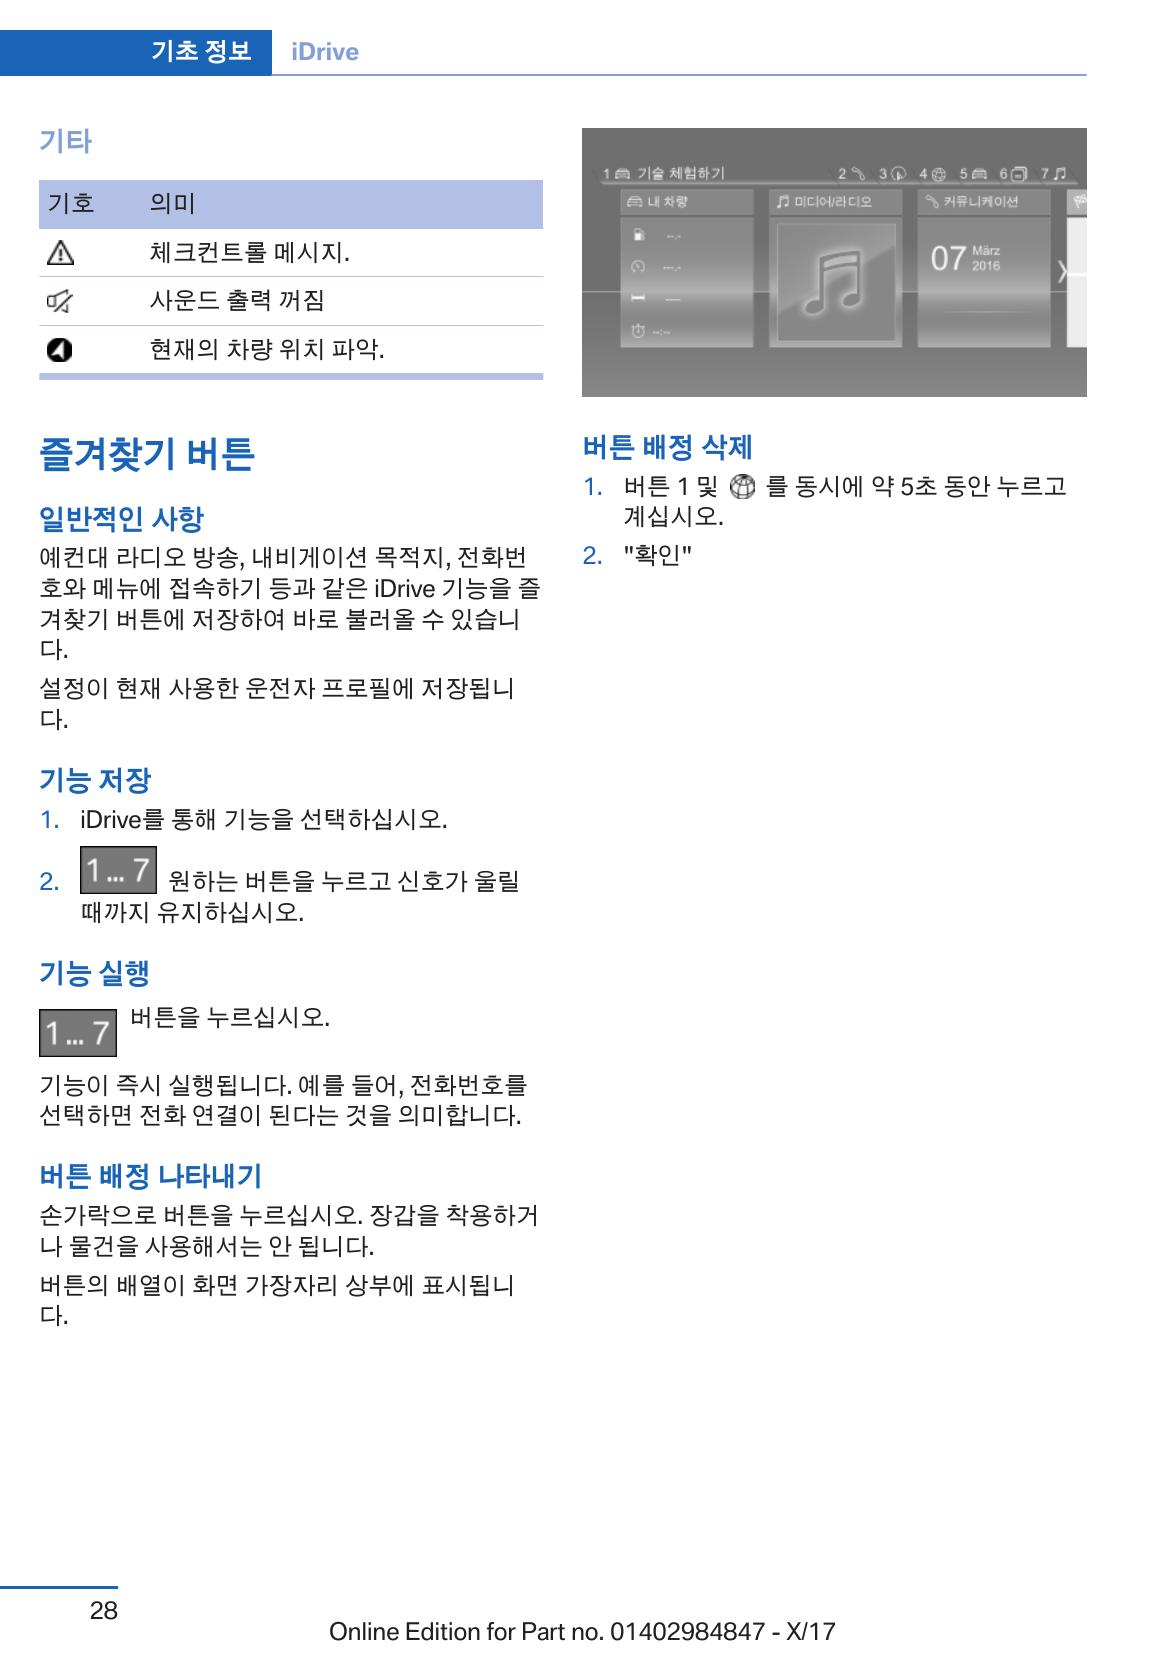 기초 정보 iDrive
기타
기호 의미
체크컨트롤 메시지.
사운드 출력 꺼짐
현재의 차량 위치 파악.
즐겨찾기 버튼
일반적인 사항
예컨대 라디오 방송, 내비게이션 목적지, 전화번
호와 메뉴에 접속하기 등과 같은 iDrive 기능을 즐
겨찾기 버튼에 저장하여 바로 불러올 수 있습니
다.
설정이 현재 사용한 운전자 프로필에 저장됩니
다.
기능 저장
1. iDrive를 통해 기능을 선택하십시오.
2. 1... 7 원하는 버튼을 누르고 신호가 울릴
때까지 유지하십시오.
기능 실행
1... 7 버튼을 누르십시오.
기능이 즉시 실행됩니다. 예를 들어, 전화번호를
선택하면 전화 연결이 된다는 것을 의미합니다.
버튼 배정 나타내기
손가락으로 버튼을 누르십시오. 장갑을 착용하거
나 물건을 사용해서는 안 됩니다.
버튼의 배열이 화면 가장자리 상부에 표시됩니
다.
1 기술 체험하기 2 3 4 5 6 7
내 차량 미디어/라디오 커뮤니케이션
--.-
---.-
----
--:--
07 März
2016
버튼 배정 삭제
1. 버튼 1 및 를 동시에 약 5초 동안 누르고
계십시오.
2. "확인"
28
Online Edition for Part no. 01402984847 - X/17